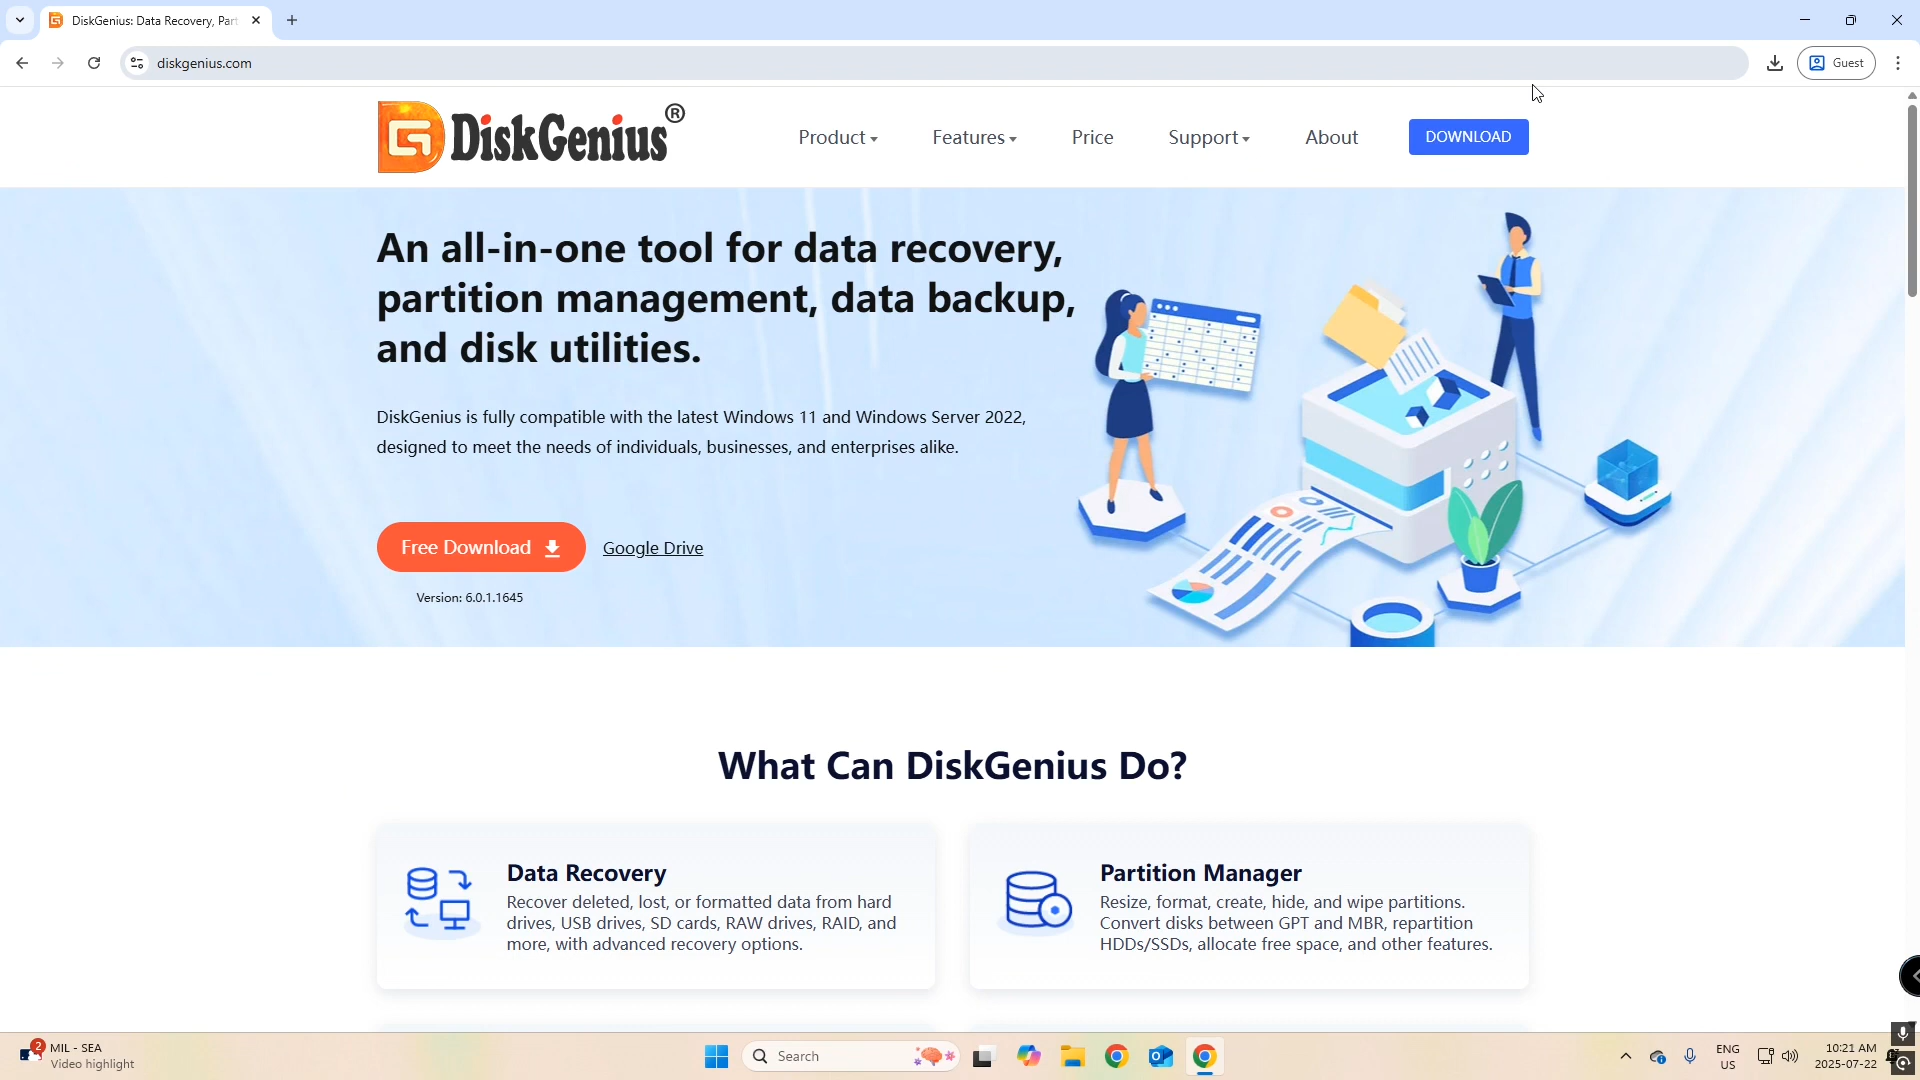 DiskGenius: Data Recovery, Part
diskgenius.com
Guest
DiskGenius®
Product
Features
Price
Support
About
DOWNLOAD
An all-in-one tool for data recovery,
partition management, data backup,
and disk utilities.
DiskGenius is fully compatible with the latest Windows 11 and Windows Server 2022,
designed to meet the needs of individuals, businesses, and enterprises alike.
Free Download
Google Drive
Version: 6.0.1.1645
What Can DiskGenius Do?
Data Recovery
Recover deleted, lost, or formatted data from hard
drives, USB drives, SD cards, RAW drives, RAID, and
more, with advanced recovery options.
Partition Manager
Resize, format, create, hide, and wipe partitions.
Convert disks between GPT and MBR, repartition
HDDs/SSDs, allocate free space, and other features.
2
MIL - SEA
Video highlight
Search
ENG
US
10:21 AM
2025-07-22